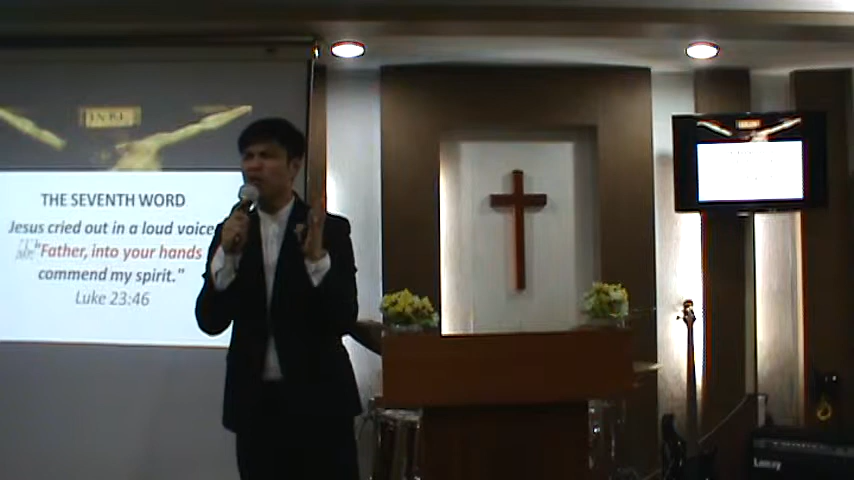 INRI
THE SEVENTH WORD
Jesus cried out in a loud voice
"Father, into your hands
commend my spirit."
Luke 23:46
Laney